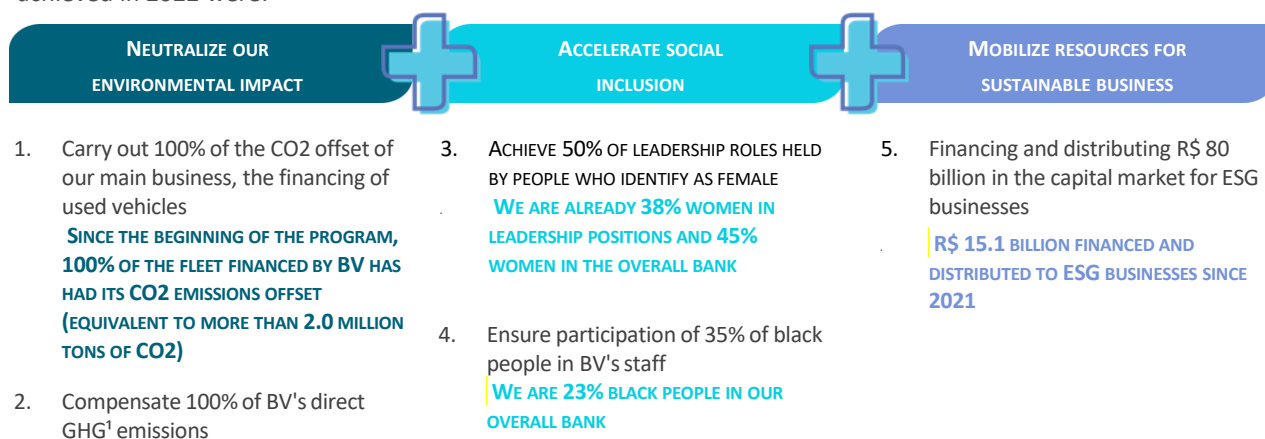 NEUTRALIZE OUR
ENVIRONMENTAL IMPACT
ACCELERATE SOCIAL
INCLUSION
MOBILIZE RESOURCES FOR
SUSTAINABLE BUSINESS
1. Carry out 100% of the CO2 offset of
our main business, the financing of
used vehicles
SINCE THE BEGINNING OF THE PROGRAM,
100% OF THE FLEET FINANCED BY BV HAS
HAD ITS CO2 EMISSIONS OFFSET
(EQUIVALENT TO MORE THAN 2.0 MILLION
TONS OF CO2)
2. Compensate 100% of BV's direct
GHG¹ emissions
3. ACHIEVE 50% OF LEADERSHIP ROLES HELD
BY PEOPLE WHO IDENTIFY AS FEMALE
WE ARE ALREADY 38% WOMEN IN
LEADERSHIP POSITIONS AND 45%
WOMEN IN THE OVERALL BANK
4. Ensure participation of 35% of black
people in BV's staff
WE ARE 23% BLACK PEOPLE IN OUR
OVERALL BANK
5. Financing and distributing R$ 80
billion in the capital market for ESG
businesses
R$ 15.1 BILLION FINANCED AND
DISTRIBUTED TO ESG BUSINESSES SINCE
2021